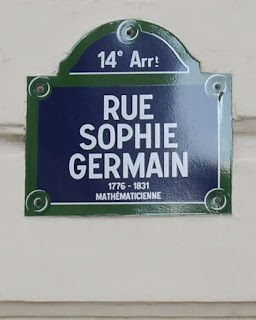 14e Arrt
RUE
SOPHIE
GERMAIN
1776 - 1831
MATHÉMATICIENNE